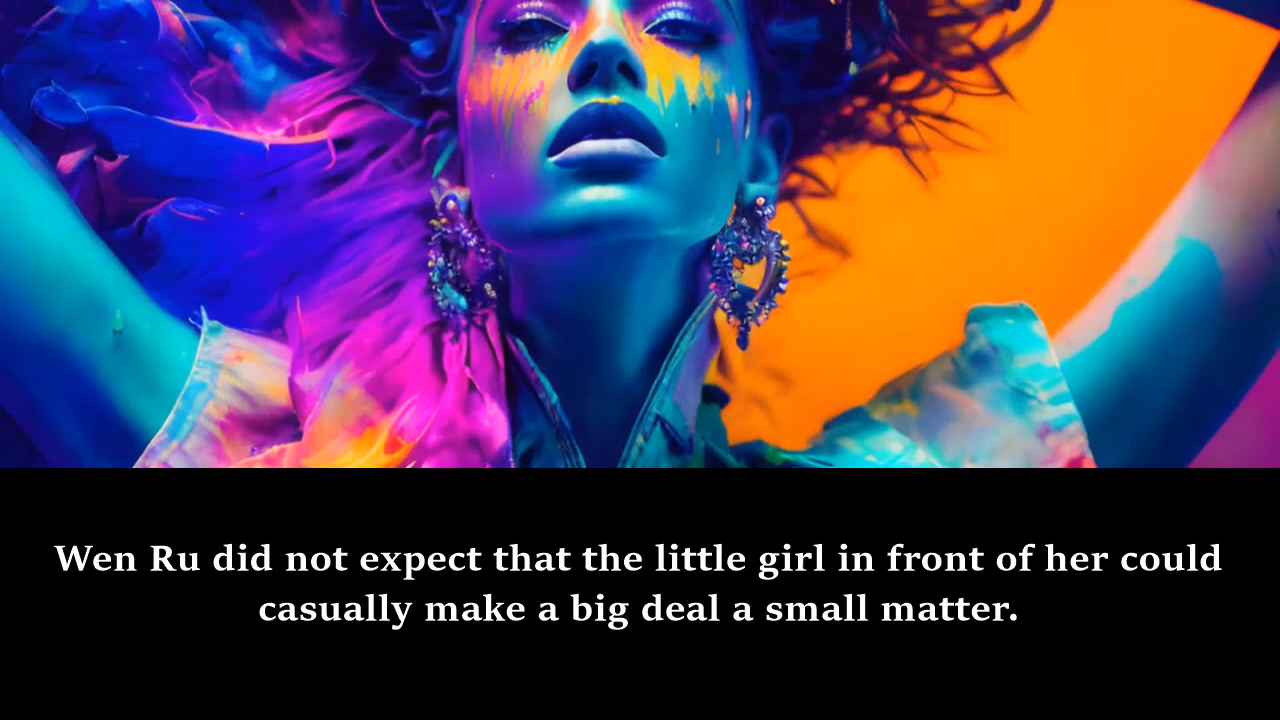 Wen Ru did not expect that the little girl in front of her could
casually make a big deal a small matter.